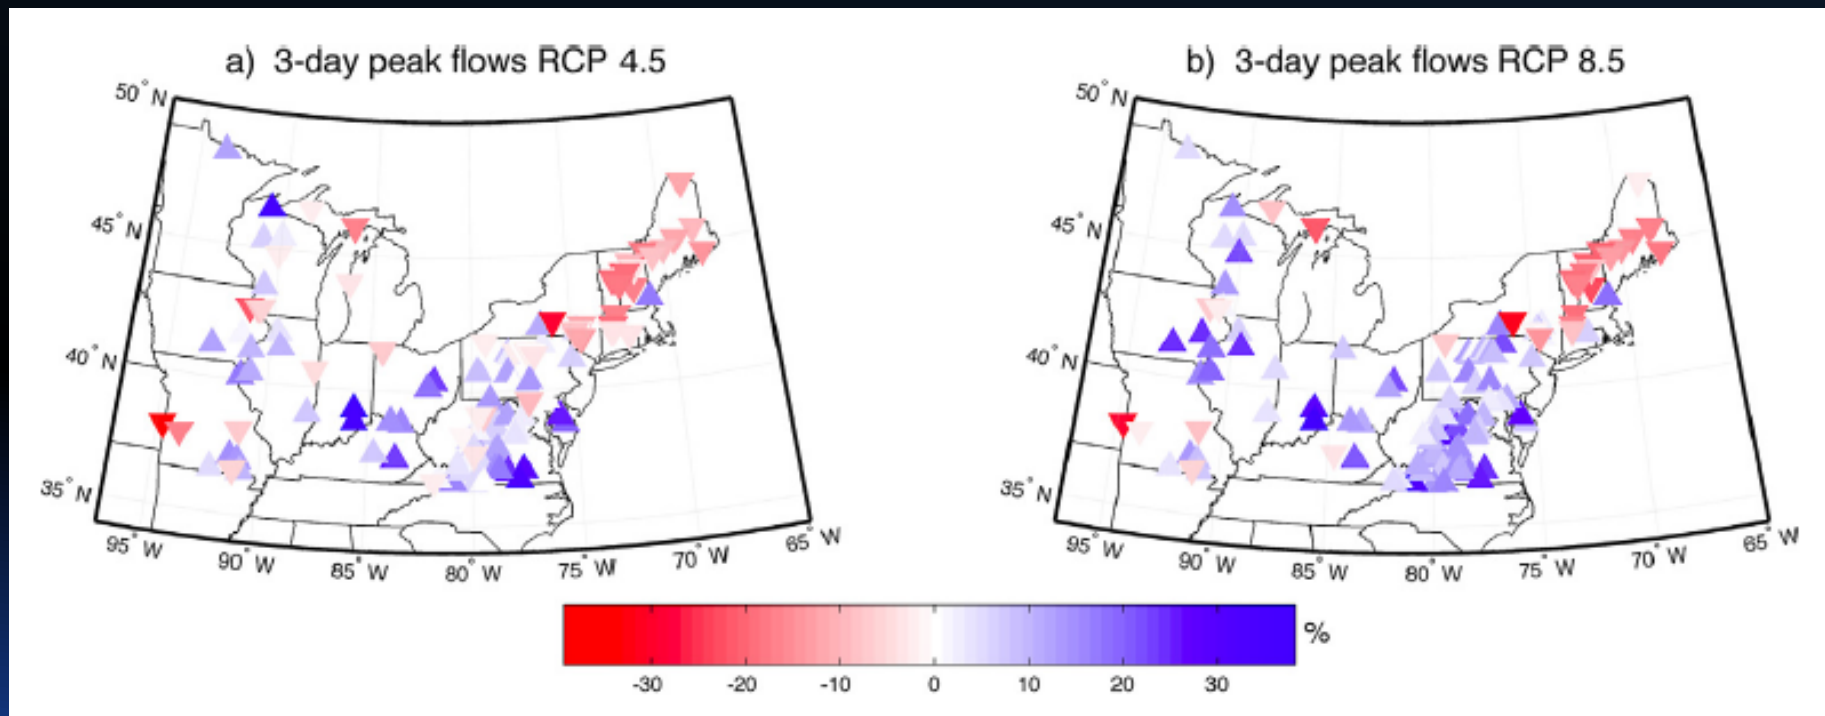 a) 3-day peak flows RCP 4.5
50° N
45° N
40° N
35° N
95° W
90° W
85° W
80° W
75° W
70° W
65° W
b) 3-day peak flows RCP 8.5
50° N
45° N
40° N
35° N
95° W
90° W
85° W
80° W
75° W
70° W
65° W
-30 -20 -10 0 10 20 30 %